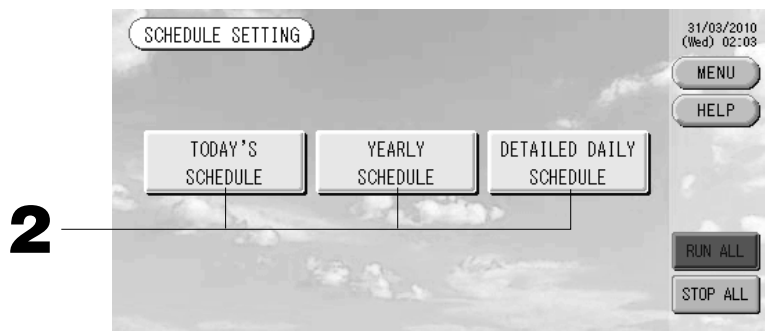 SCHEDULE SETTING
31/03/2010
(Wed) 02:03
MENU
HELP
TODAY'S
SCHEDULE
YEARLY
SCHEDULE
DETAILED DAILY
SCHEDULE
2
RUN ALL
STOP ALL